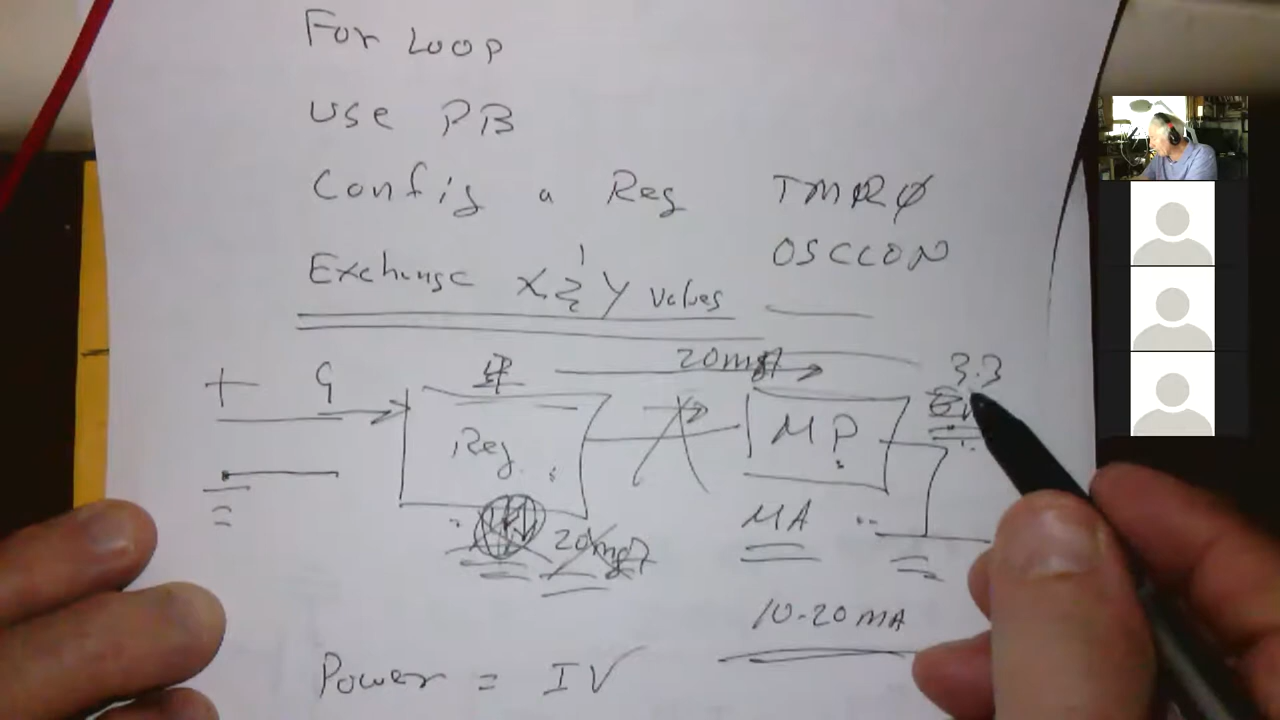 For Loop
Use PB
Config a Reg TMR0
OSCCON
Exchange X & Y values
20mA
3.3
+ 9
Reg.
MP
MA
10-20 MA
Power = IV